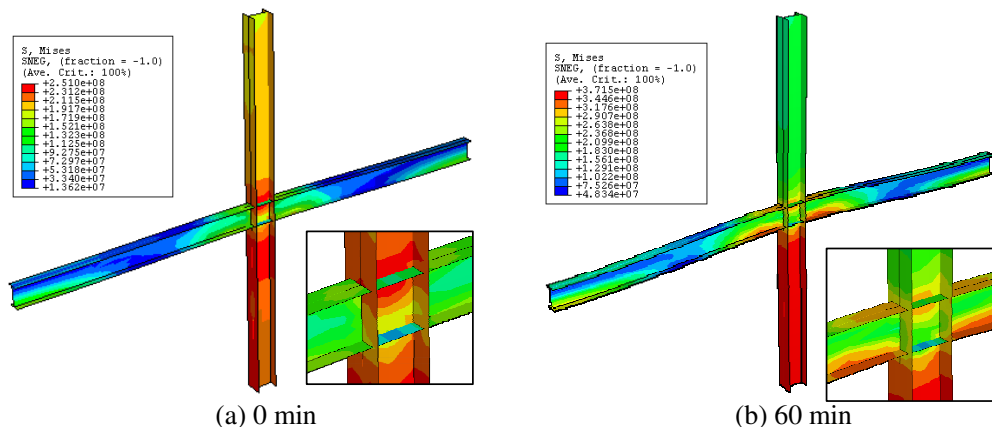 S, Mises
SNEG, (fraction = -1.0)
(Ave. Crit.: 100%)
+2.510e+08
+2.312e+08
+2.115e+08
+1.917e+08
+1.719e+08
+1.521e+08
+1.323e+08
+1.125e+08
+9.275e+07
+7.297e+07
+5.318e+07
+3.340e+07
+1.362e+07
S, Mises
SNEG, (fraction = -1.0)
(Ave. Crit.: 100%)
+3.715e+08
+3.446e+08
+3.176e+08
+2.907e+08
+2.638e+08
+2.368e+08
+2.099e+08
+1.830e+08
+1.561e+08
+1.291e+08
+1.022e+08
+7.526e+07
+4.834e+07
(a) 0 min
(b) 60 min